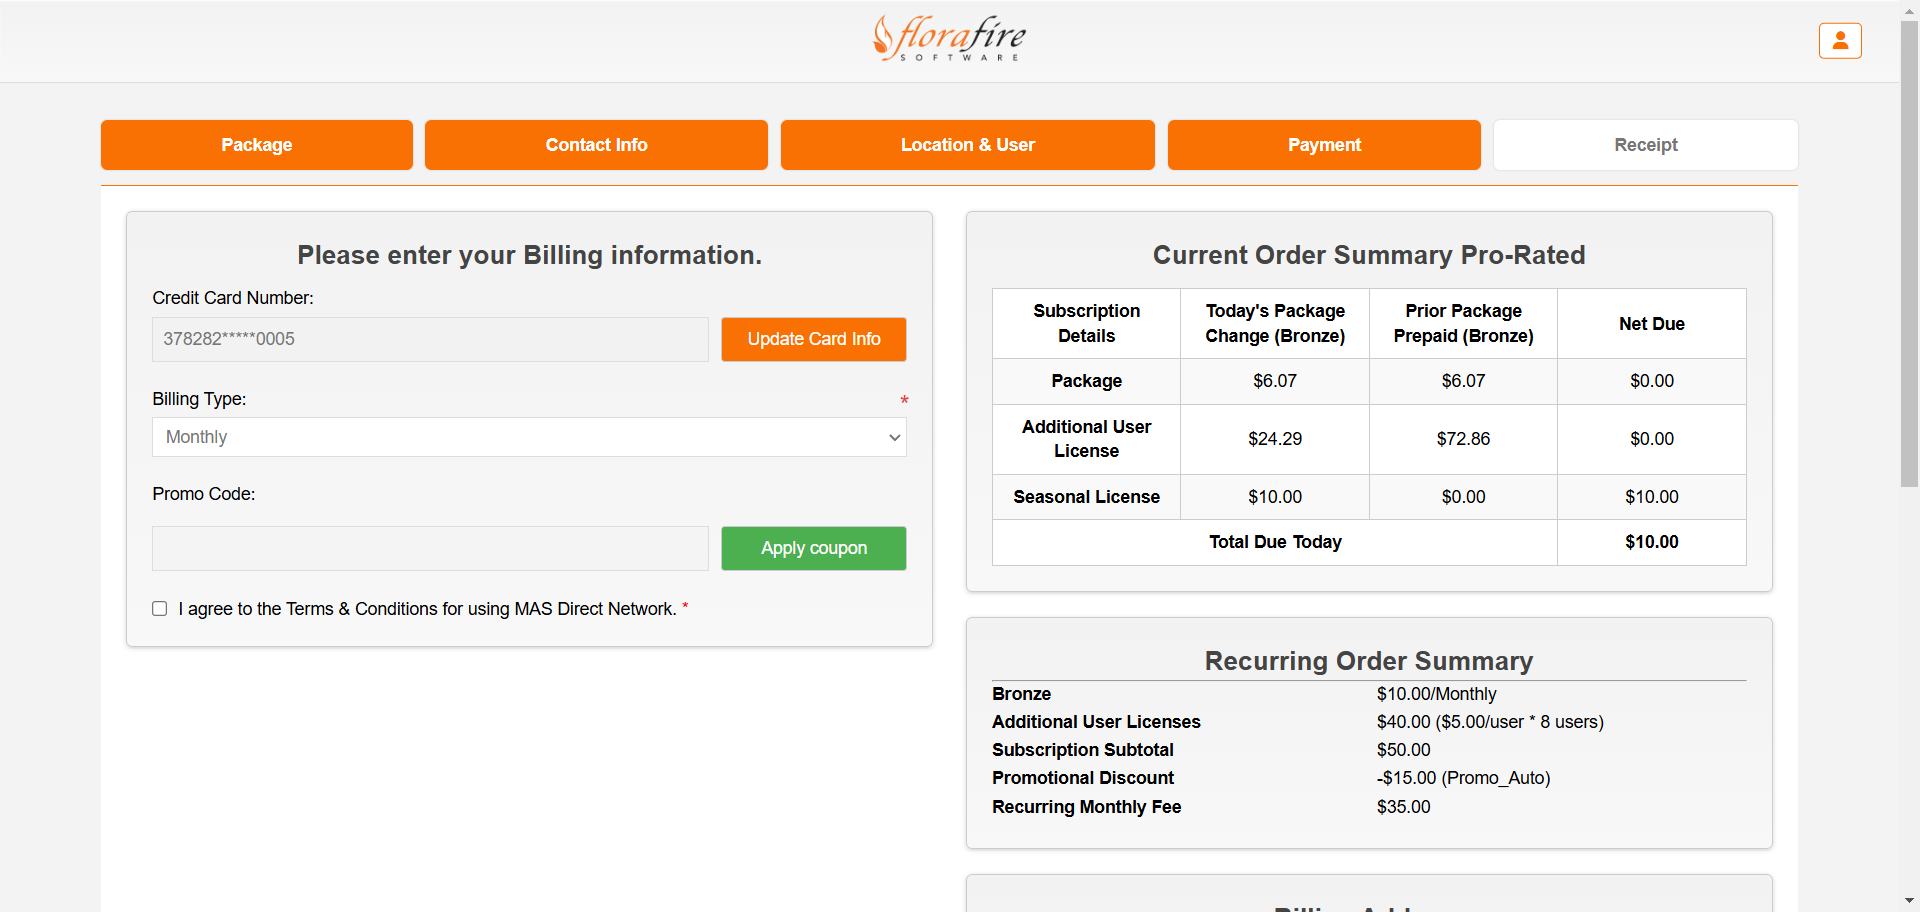 florafire
SOFTWARE
Package
Contact Info
Location & User
Payment
Receipt
Please enter your Billing information.
Credit Card Number:
378282*****0005
Update Card Info
Billing Type:
*
Monthly
Promo Code:
Apply coupon
I agree to the Terms & Conditions for using MAS Direct Network. *
Current Order Summary Pro-Rated
Subscription Details
Today's Package Change (Bronze)
Prior Package Prepaid (Bronze)
Net Due
Package $6.07 $6.07 $0.00
Additional User License $24.29 $72.86 $0.00
Seasonal License $10.00 $0.00 $10.00
Total Due Today $10.00
Recurring Order Summary
Bronze $10.00/Monthly
Additional User Licenses $40.00 ($5.00/user * 8 users)
Subscription Subtotal $50.00
Promotional Discount -$15.00 (Promo_Auto)
Recurring Monthly Fee $35.00